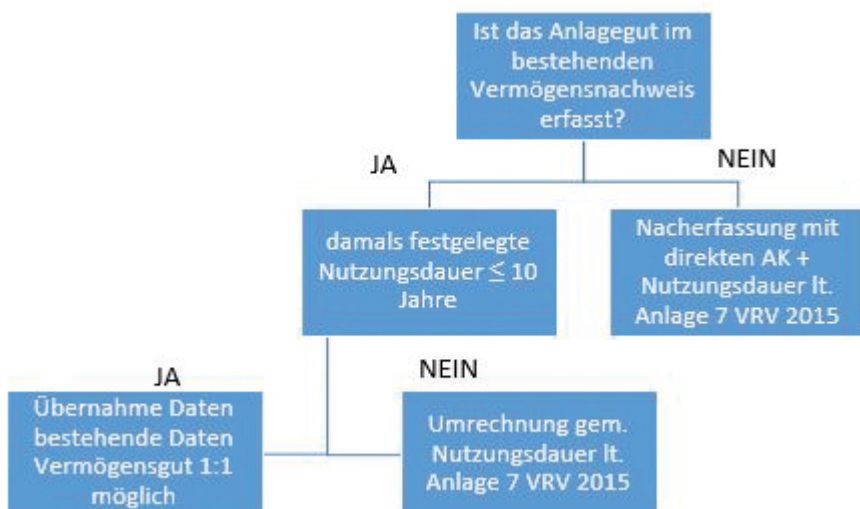 Ist das Anlagegut im
bestehenden
Vermögensnachweis
erfasst?
JA
NEIN
damals festgelegte
Nutzungsdauer ≤ 10
Jahre
Nacherfassung mit
direkten AK +
Nutzungsdauer lt.
Anlage 7 VRV 2015
JA
NEIN
Übernahme Daten
bestehende Daten
Vermögensgut 1:1
möglich
Umrechnung gem.
Nutzungsdauer lt.
Anlage 7 VRV 2015